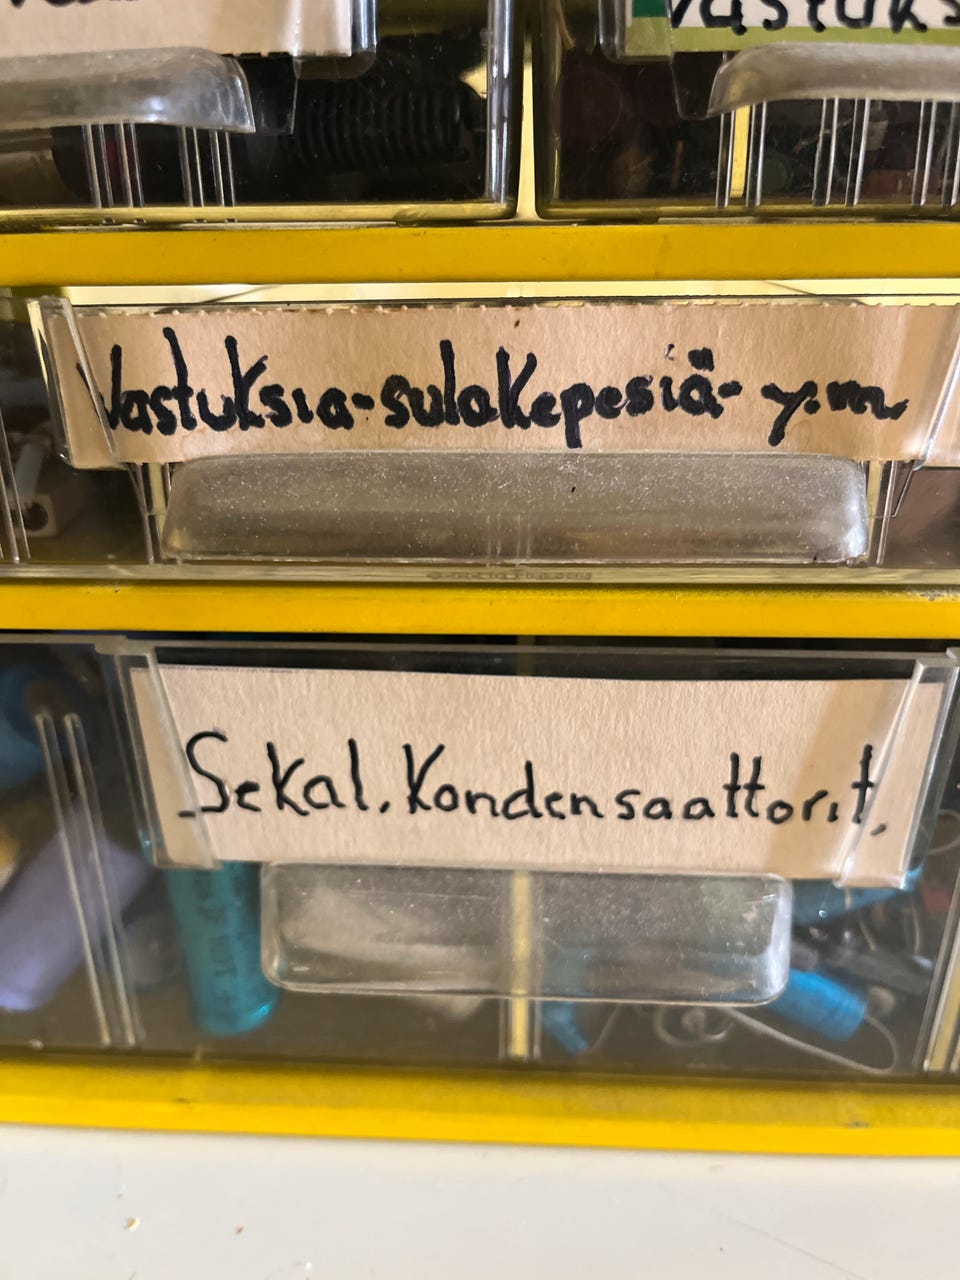 Vastuksia-sulakepesiä- y.m.
Sekal. Kondensaattorit,